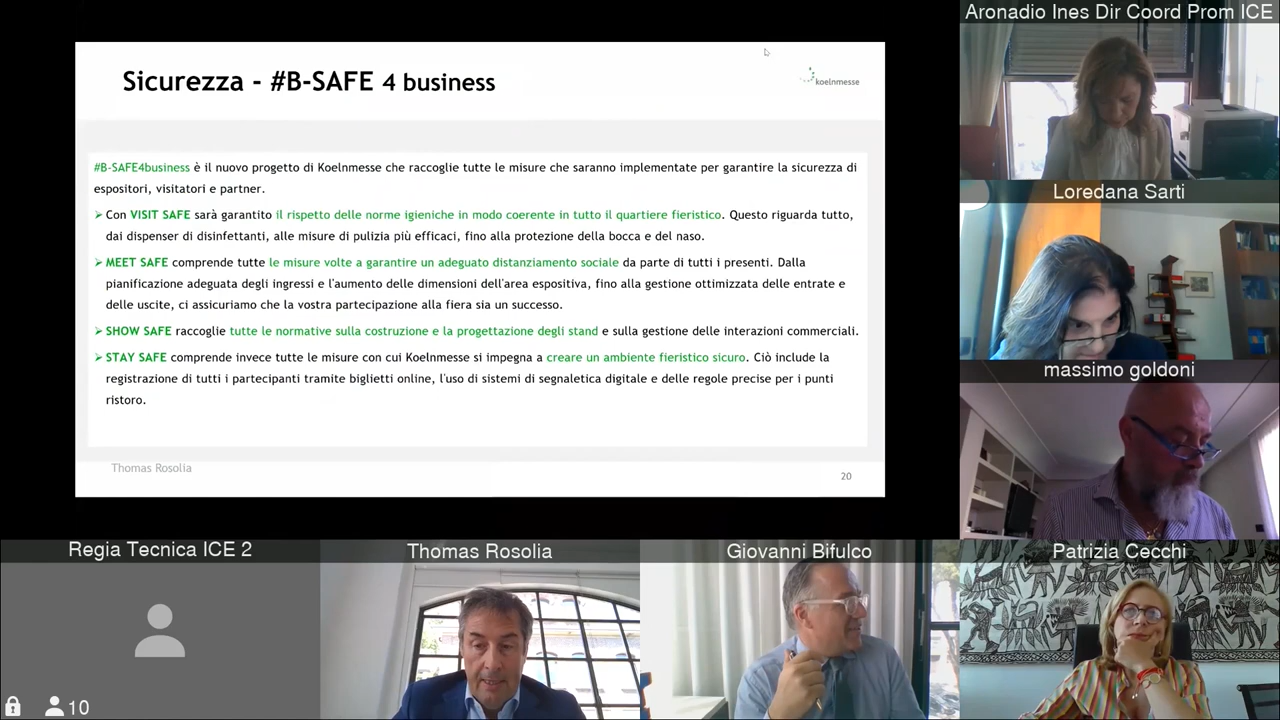 Aronadio Ines Dir Coord Prom ICE
Sicurezza - #B-SAFE 4 business
koelnmesse
#B-SAFE4business è il nuovo progetto di Koelnmesse che raccoglie tutte le misure che saranno implementate per garantire la sicurezza di
espositori, visitatori e partner.
Con VISIT SAFE sarà garantito il rispetto delle norme igieniche in modo coerente in tutto il quartiere fieristico. Questo riguarda tutto,
dai dispenser di disinfettanti, alle misure di pulizia più efficaci, fino alla protezione della bocca e del naso.
MEET SAFE comprende tutte le misure volte a garantire un adeguato distanziamento sociale da parte di tutti i presenti. Dalla
pianificazione adeguata degli ingressi e l'aumento delle dimensioni dell'area espositiva, fino alla gestione ottimizzata delle entrate e
delle uscite, ci assicuriamo che la vostra partecipazione alla fiera sia un successo.
SHOW SAFE raccoglie tutte le normative sulla costruzione e la progettazione degli stand e sulla gestione delle interazioni commerciali.
STAY SAFE comprende invece tutte le misure con cui Koelnmesse si impegna a creare un ambiente fieristico sicuro. Ciò include la
registrazione di tutti i partecipanti tramite biglietti online, l'uso di sistemi di segnaletica digitale e delle regole precise per i punti
ristoro.
Thomas Rosolia
20
Loredana Sarti
massimo goldoni
Regia Tecnica ICE 2
Thomas Rosolia
Giovanni Bifulco
Patrizia Cecchi
10